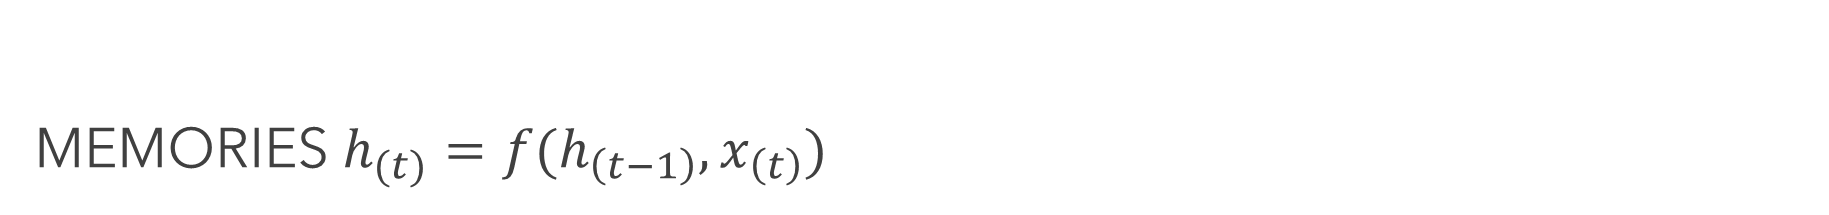 MEMORIES h₍t₎ = f(h₍t−1₎, x₍t₎)